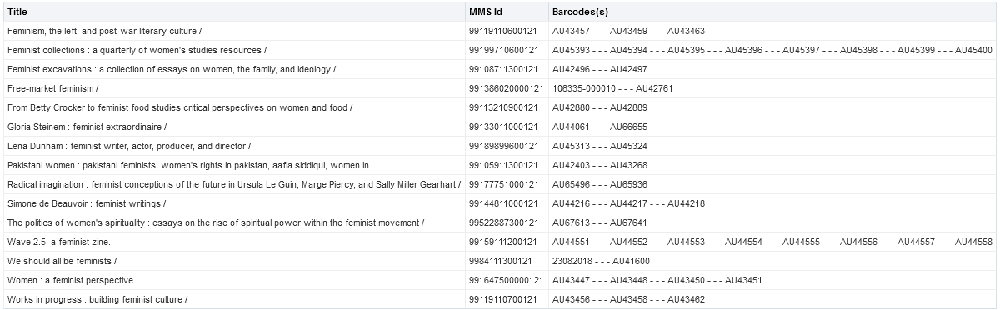 Title MMS Id Barcodes(s)
Feminism, the left, and post-war literary culture / 99119110600121 AU43457 - - - AU43459 - - - AU43463
Feminist collections : a quarterly of women's studies resources / 99199710600121 AU45393 - - - AU45394 - - - AU45395 - - - AU45396 - - - AU45397 - - - AU45398 - - - AU45399 - - - AU45400
Feminist excavations : a collection of essays on women, the family, and ideology / 99108711300121 AU42496 - - - AU42497
Free-market feminism / 991386020000121 106335-000010 - - - AU42761
From Betty Crocker to feminist food studies critical perspectives on women and food / 99113210900121 AU42880 - - - AU42889
Gloria Steinem : feminist extraordinaire / 99133011000121 AU44061 - - - AU66655
Lena Dunham : feminist writer, actor, producer, and director / 99189899600121 AU45313 - - - AU45324
Pakistani women : pakistani feminists, women's rights in pakistan, aafia siddiqui, women in. 99105911300121 AU42403 - - - AU43268
Radical imagination : feminist conceptions of the future in Ursula Le Guin, Marge Piercy, and Sally Miller Gearhart / 99177751000121 AU65496 - - - AU65936
Simone de Beauvoir : feminist writings / 99144811000121 AU44216 - - - AU44217 - - - AU44218
The politics of women's spirituality : essays on the rise of spiritual power within the feminist movement / 99522887300121 AU67613 - - - AU67641
Wave 2.5, a feminist zine. 99159111200121 AU44551 - - - AU44552 - - - AU44553 - - - AU44554 - - - AU44555 - - - AU44556 - - - AU44557 - - - AU44558
We should all be feminists / 9984111300121 23082018 - - - AU41600
Women : a feminist perspective 991647500000121 AU43447 - - - AU43448 - - - AU43450 - - - AU43451
Works in progress : building feminist culture / 99119110700121 AU43456 - - - AU43458 - - - AU43462